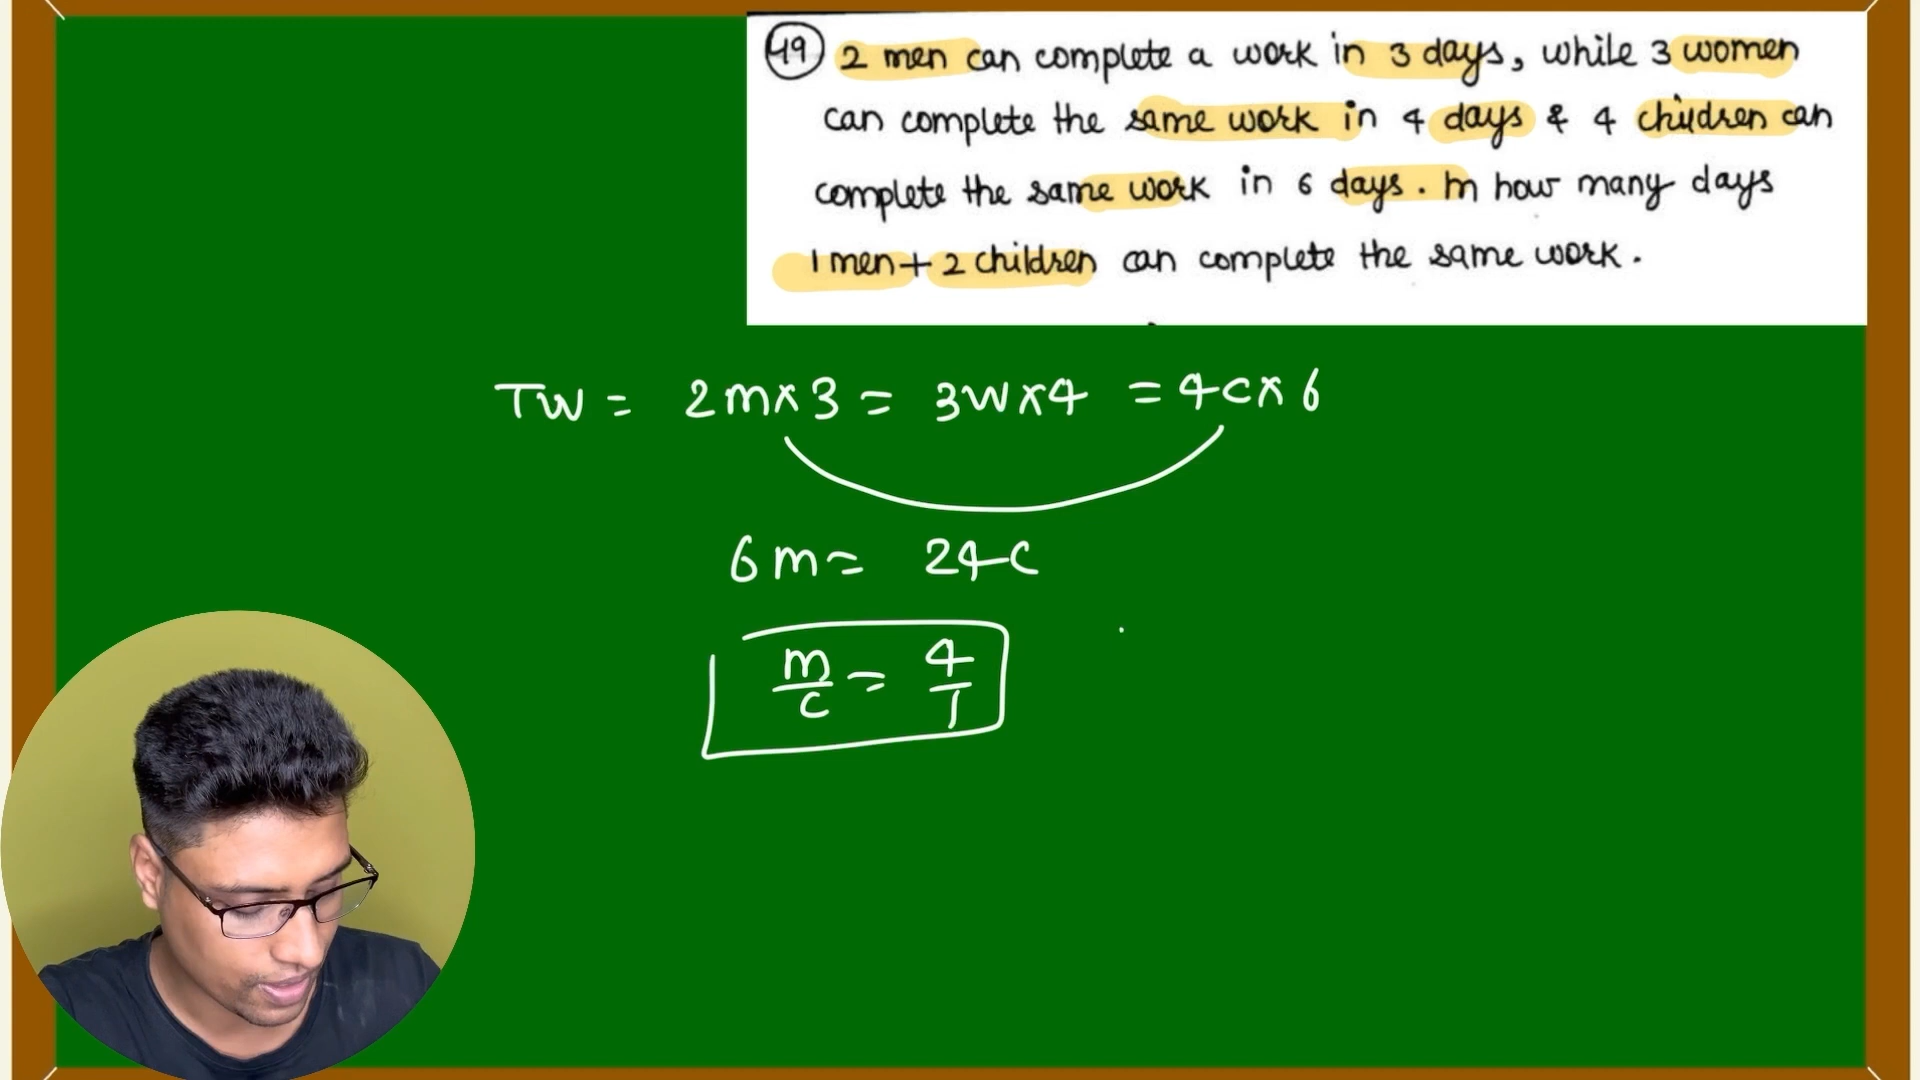 49 2 men can complete a work in 3 days, while 3 women
can complete the same work in 4 days & 4 children can
complete the same work in 6 days. In how many days
1 men + 2 children can complete the same work.
TW = 2m×3 = 3W×4 = 4C×6
6m = 24C
m/c = 4/1